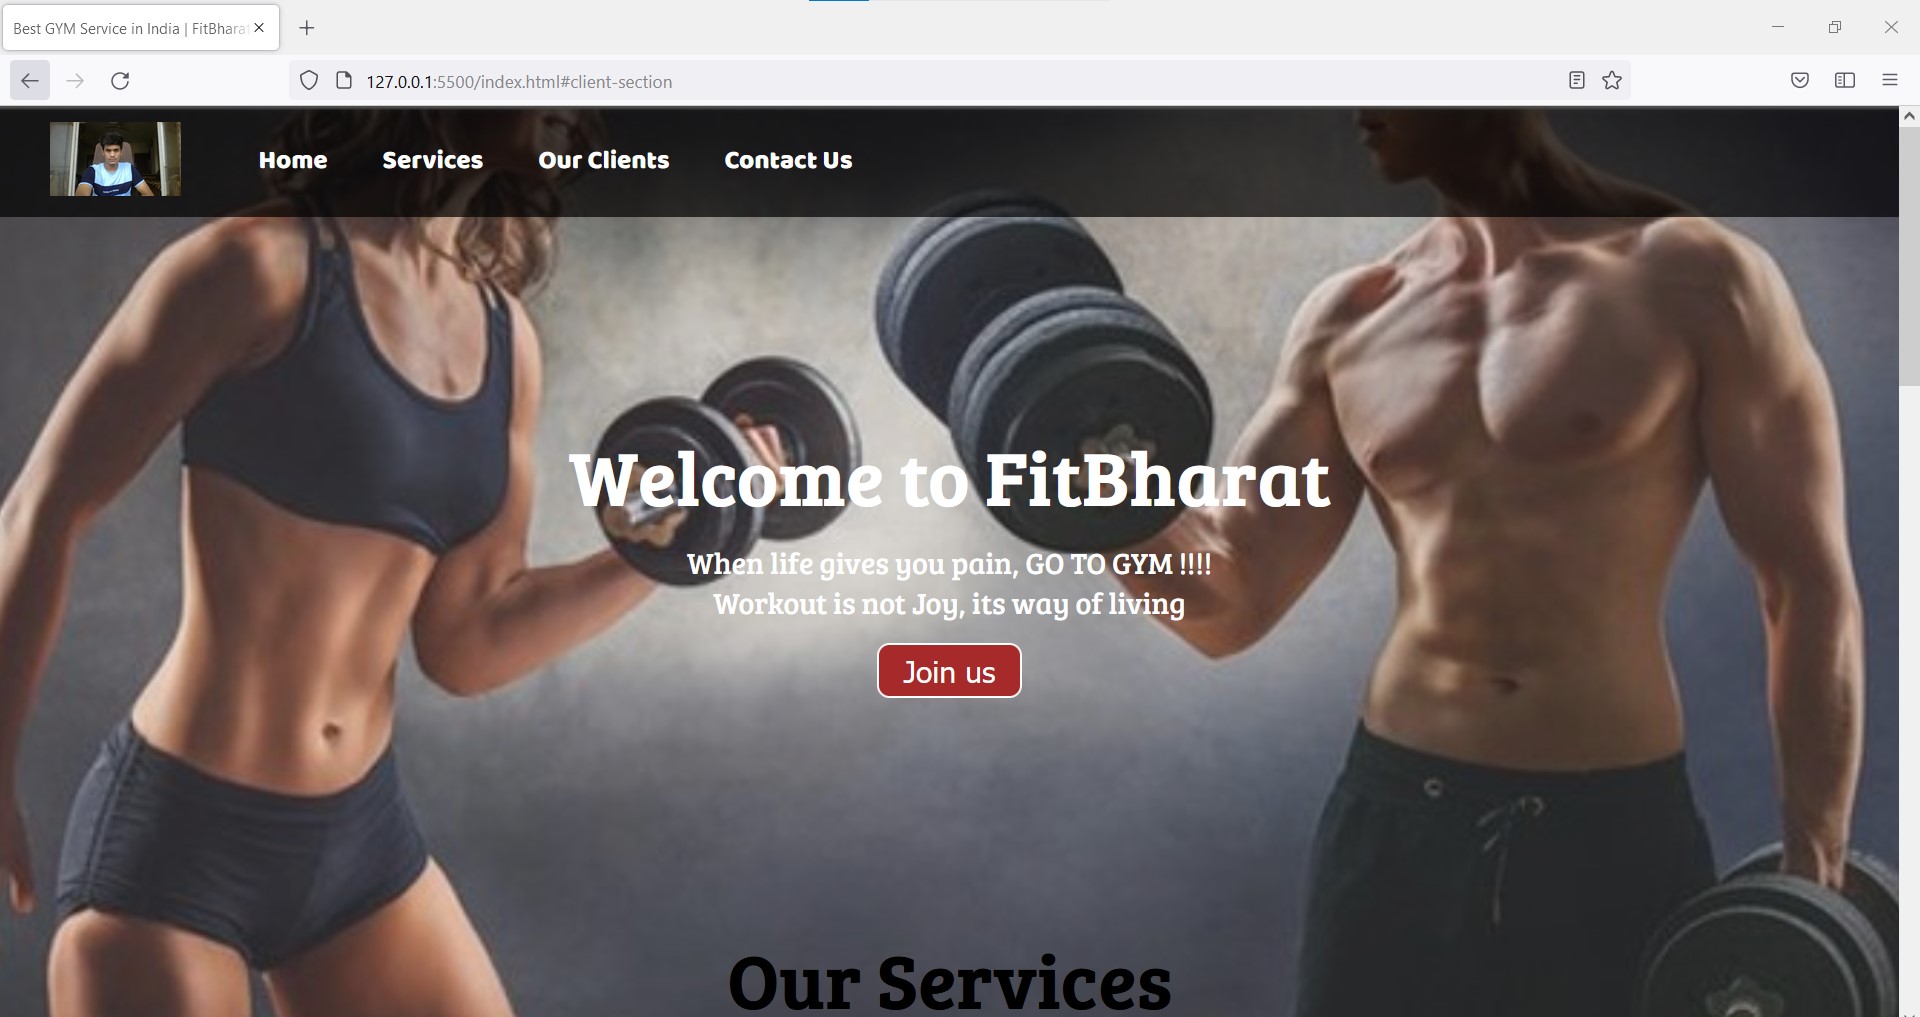 Best GYM Service in India | FitBharat
127.0.0.1:5500/index.html#client-section
Home Services Our Clients Contact Us
Welcome to FitBharat
When life gives you pain, GO TO GYM !!!!
Workout is not Joy, its way of living
Join us
Our Services